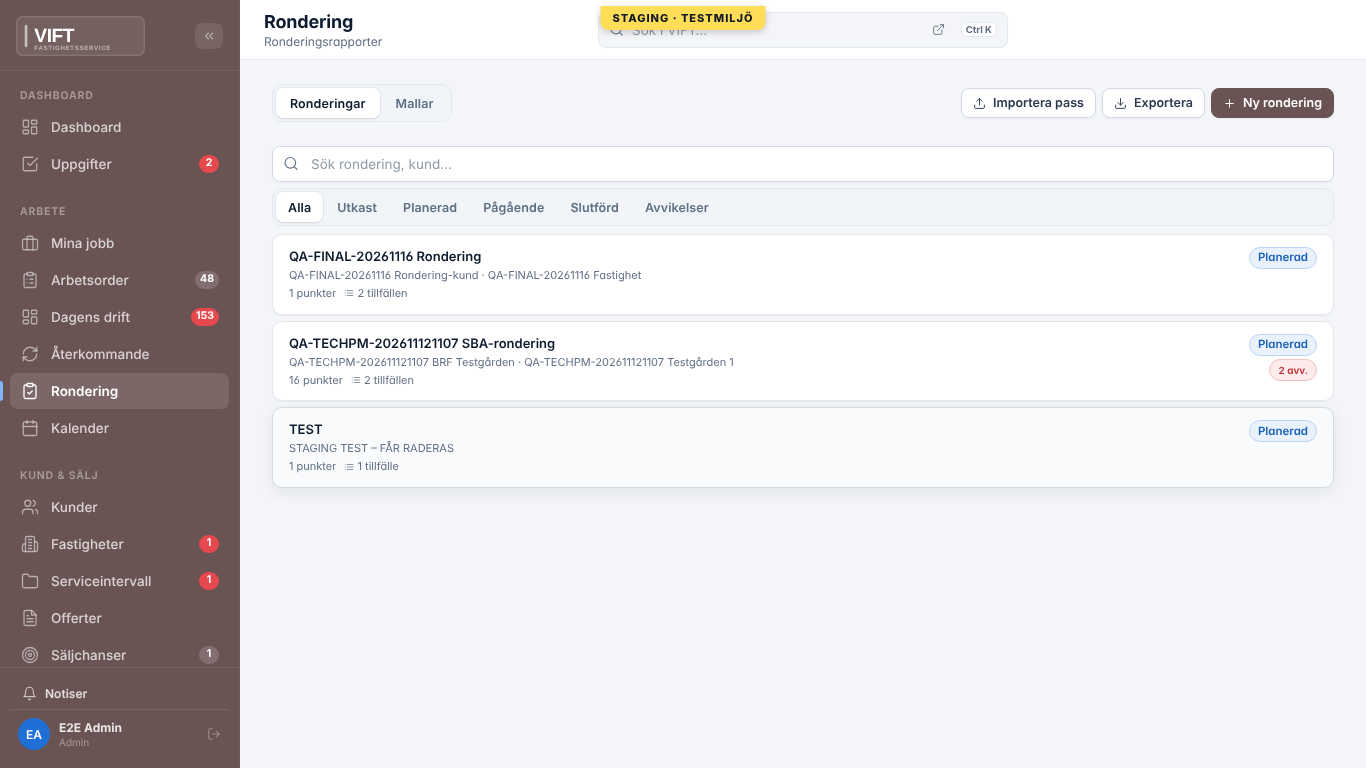 VIFT
FASTIGHETSSERVICE
DASHBOARD
Dashboard
Uppgifter 2
ARBETE
Mina jobb
Arbetsorder 48
Dagens drift 153
Återkommande
Rondering
Kalender
KUND & SÄLJ
Kunder
Fastigheter 1
Serviceintervall 1
Offerter
Säljchanser 1
Notiser
EA
E2E Admin
Admin
Rondering
Ronderingsrapporter
STAGING · TESTMILJÖ
Sök i VIFT...
Ctrl K
Ronderingar Mallar
Importera pass Exportera Ny rondering
Sök rondering, kund...
Alla Utkast Planerad Pågående Slutförd Avvikelser
QA-FINAL-20261116 Rondering Planerad
QA-FINAL-20261116 Rondering-kund · QA-FINAL-20261116 Fastighet
1 punkter 2 tillfällen
QA-TECHPM-202611121107 SBA-rondering Planerad
QA-TECHPM-202611121107 BRF Testgården · QA-TECHPM-202611121107 Testgården 1
2 avv.
16 punkter 2 tillfällen
TEST Planerad
STAGING TEST – FÅR RADERAS
1 punkter 1 tillfälle